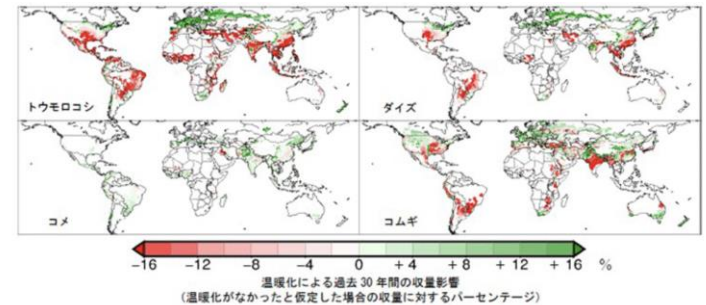 トウモロコシ
ダイズ
コメ
コムギ
−16 −12 −8 −4 0 +4 +8 +12 +16 %
温暖化による過去30年間の収量影響
（温暖化がなかったと仮定した場合の収量に対するパーセンテージ）